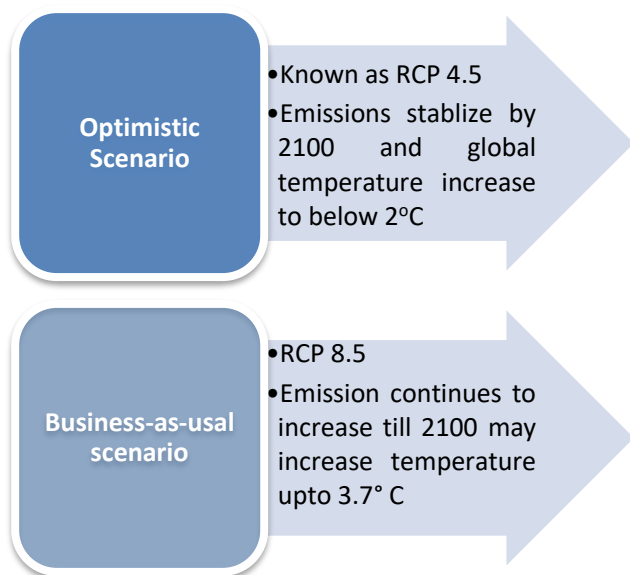 Optimistic
Scenario
•Known as RCP 4.5
•Emissions stablize by
2100 and global
temperature increase
to below 2°C
Business-as-usal
scenario
•RCP 8.5
•Emission continues to
increase till 2100 may
increase temperature
upto 3.7° C